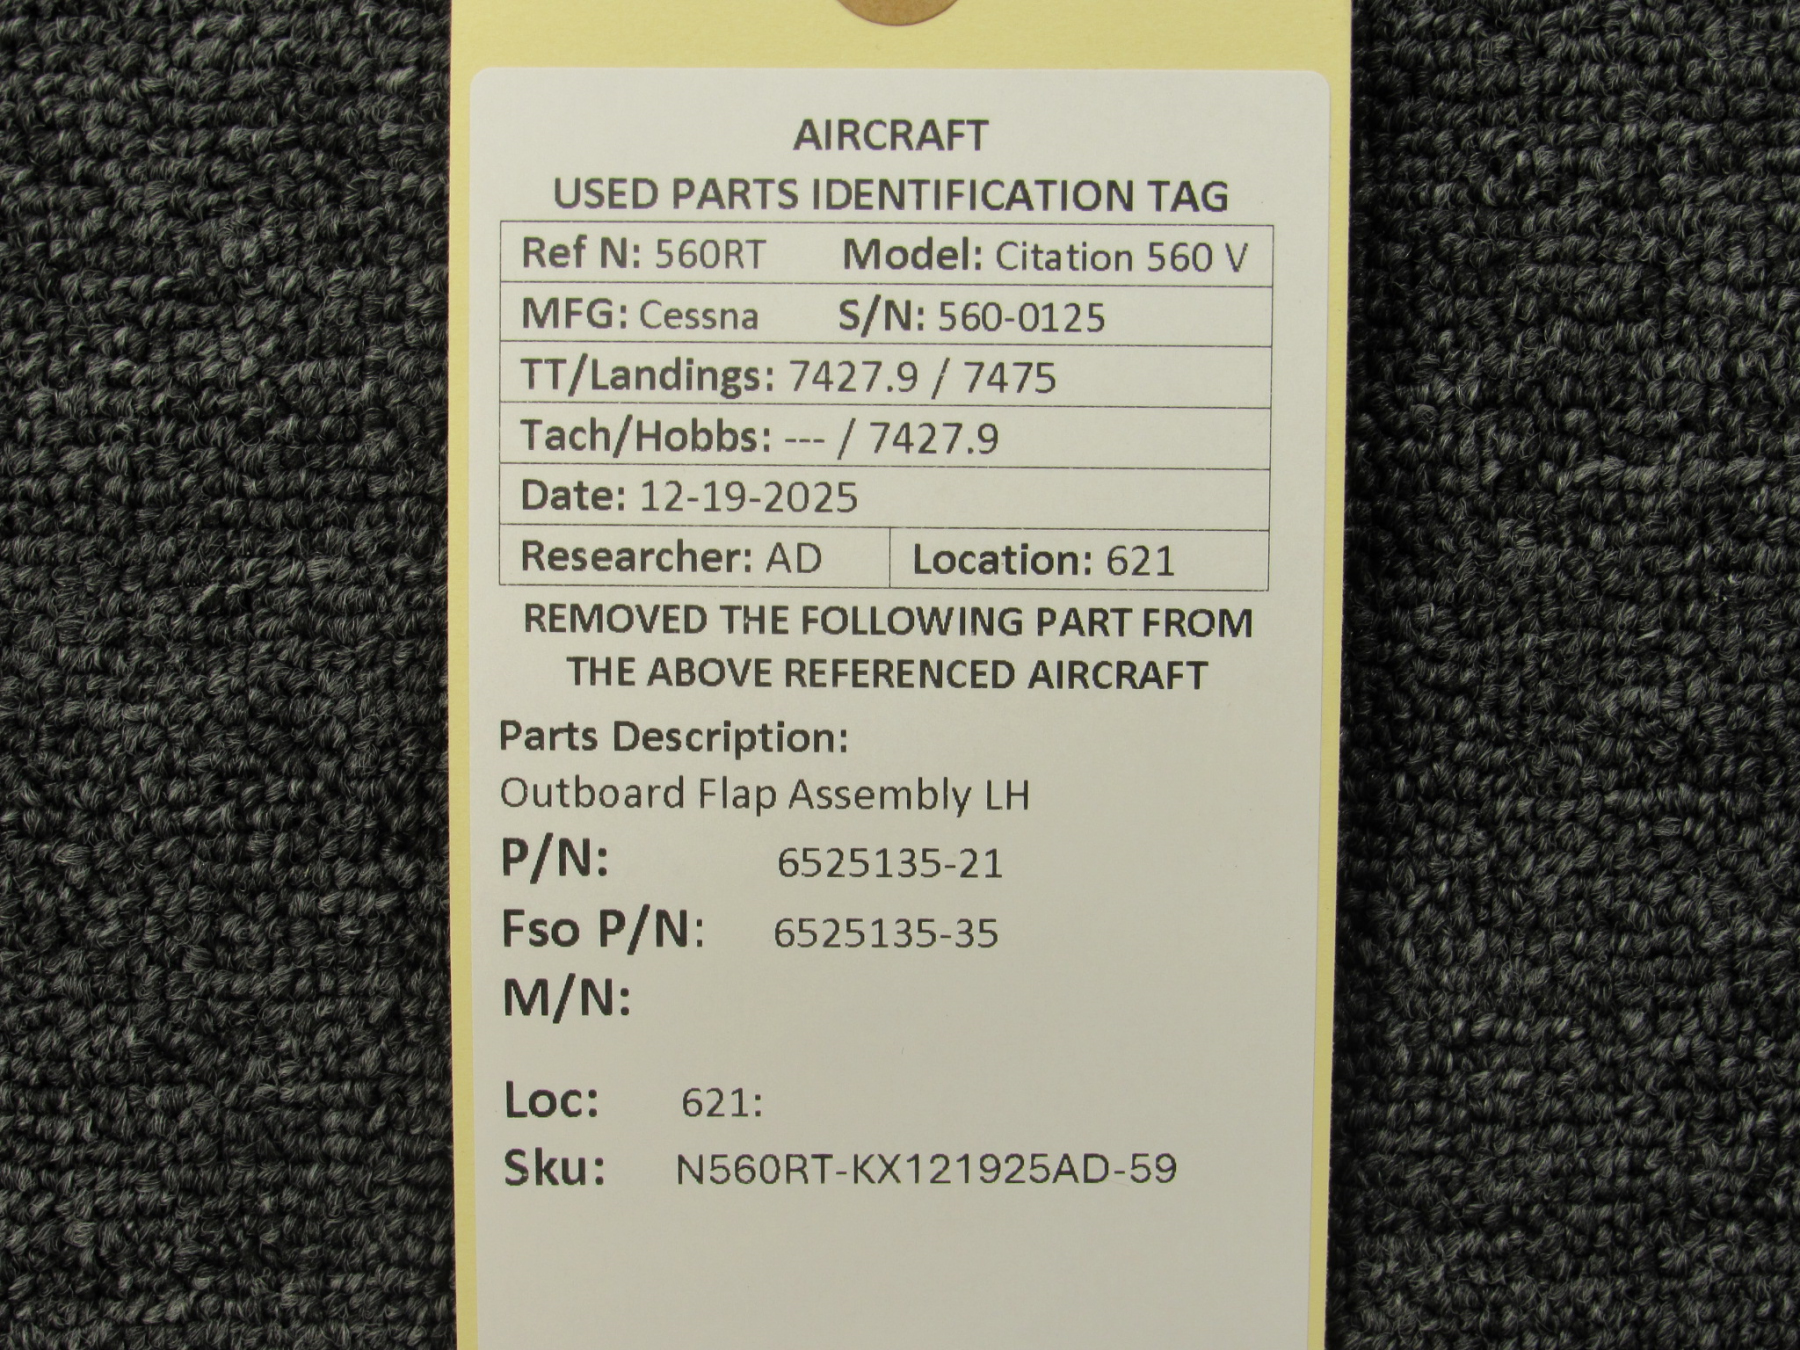 AIRCRAFT
USED PARTS IDENTIFICATION TAG
Ref N: 560RT Model: Citation 560 V
MFG: Cessna S/N: 560-0125
TT/Landings: 7427.9 / 7475
Tach/Hobbs: --- / 7427.9
Date: 12-19-2025
Researcher: AD Location: 621
REMOVED THE FOLLOWING PART FROM
THE ABOVE REFERENCED AIRCRAFT
Parts Description:
Outboard Flap Assembly LH
P/N: 6525135-21
Fso P/N: 6525135-35
M/N:
Loc: 621:
Sku: N560RT-KX121925AD-59